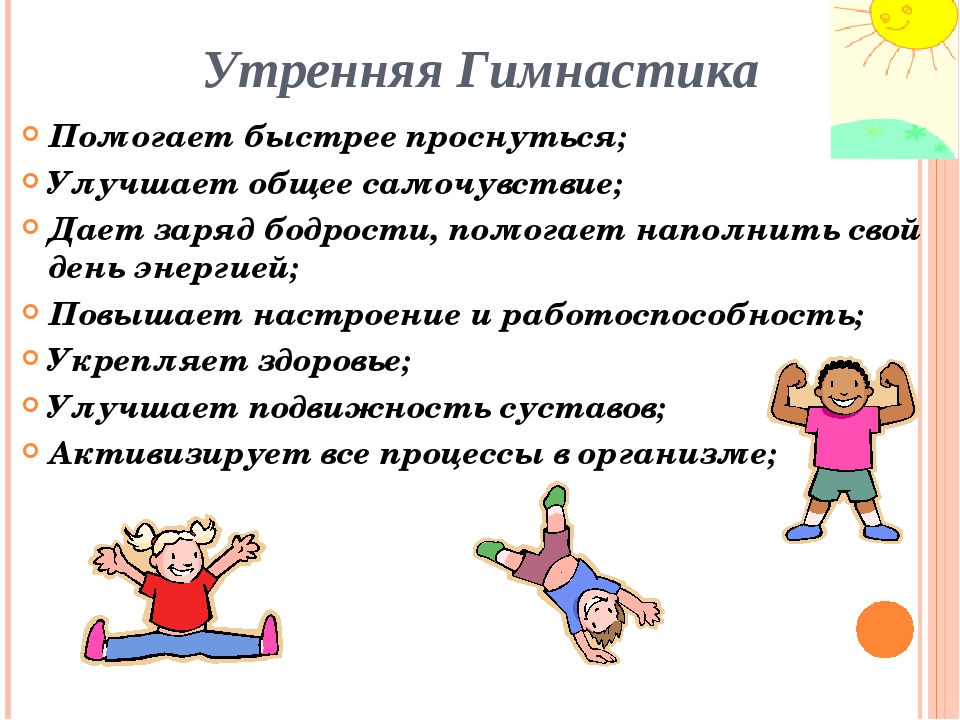 Утренняя Гимнастика
Помогает быстрее проснуться;
Улучшает общее самочувствие;
Дает заряд бодрости, помогает наполнить свой
день энергией;
Повышает настроение и работоспособность;
Укрепляет здоровье;
Улучшает подвижность суставов;
Активизирует все процессы в организме;